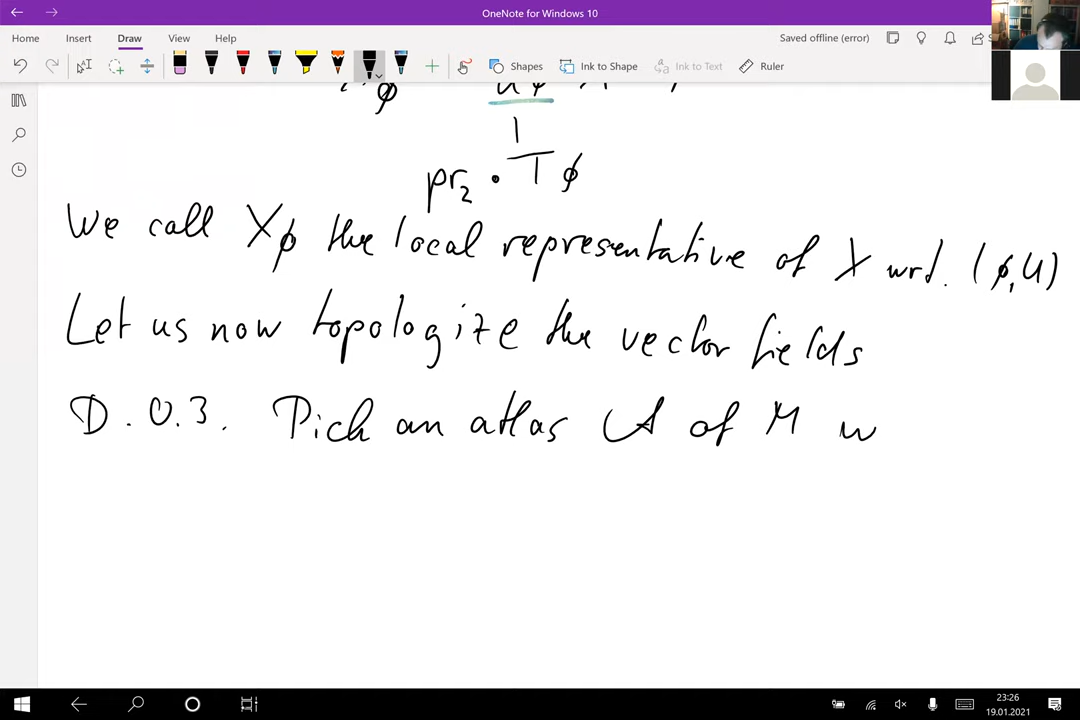 OneNote for Windows 10
Home Insert Draw View Help
Saved offline (error)
Shapes Ink to Shape Ink to Text Ruler
dϕ
pr₂ ∘ Tϕ
We call Xϕ the local representative of X wrt. (ϕ,U)
Let us now topologize the vector fields
D. 0.3. Pick an atlas A of M w
23:26
19.01.2021